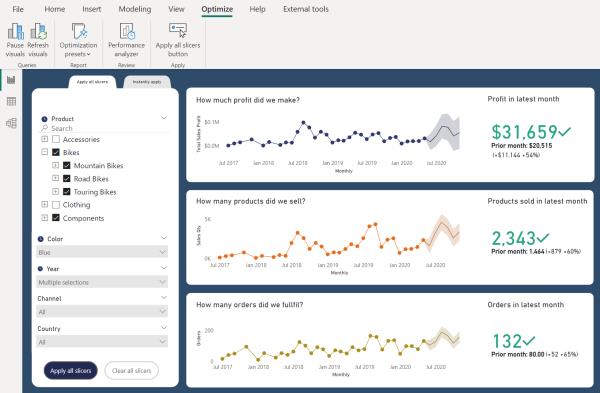 File Home Insert Modeling View Optimize Help External tools
Pause visuals
Refresh visuals
Optimization presets
Performance analyzer
Apply all slicers button
Queries Report Review Apply
Apply all slicers Instantly apply
Product
Search
Accessories
Bikes
Mountain Bikes
Road Bikes
Touring Bikes
Clothing
Components
Color
Blue
Year
Multiple selections
Channel
All
Country
All
Apply all slicers Clear all slicers
How much profit did we make?
Total Sales Profit
$0.1M
$0.0M
Jul 2017 Jan 2018 Jul 2018 Jan 2019 Jul 2019 Jan 2020 Jul 2020
Monthly
Profit in latest month
$31,659
Prior month: $20,515
(+$11,144 +54%)
How many products did we sell?
Sales Qty
5K
0K
Jul 2017 Jan 2018 Jul 2018 Jan 2019 Jul 2019 Jan 2020 Jul 2020
Monthly
Products sold in latest month
2,343
Prior month: 1,464 (+879 +60%)
How many orders did we fullfil?
Orders
200
0
Jul 2017 Jan 2018 Jul 2018 Jan 2019 Jul 2019 Jan 2020 Jul 2020
Monthly
Orders in latest month
132
Prior month: 80.00 (+52 +65%)